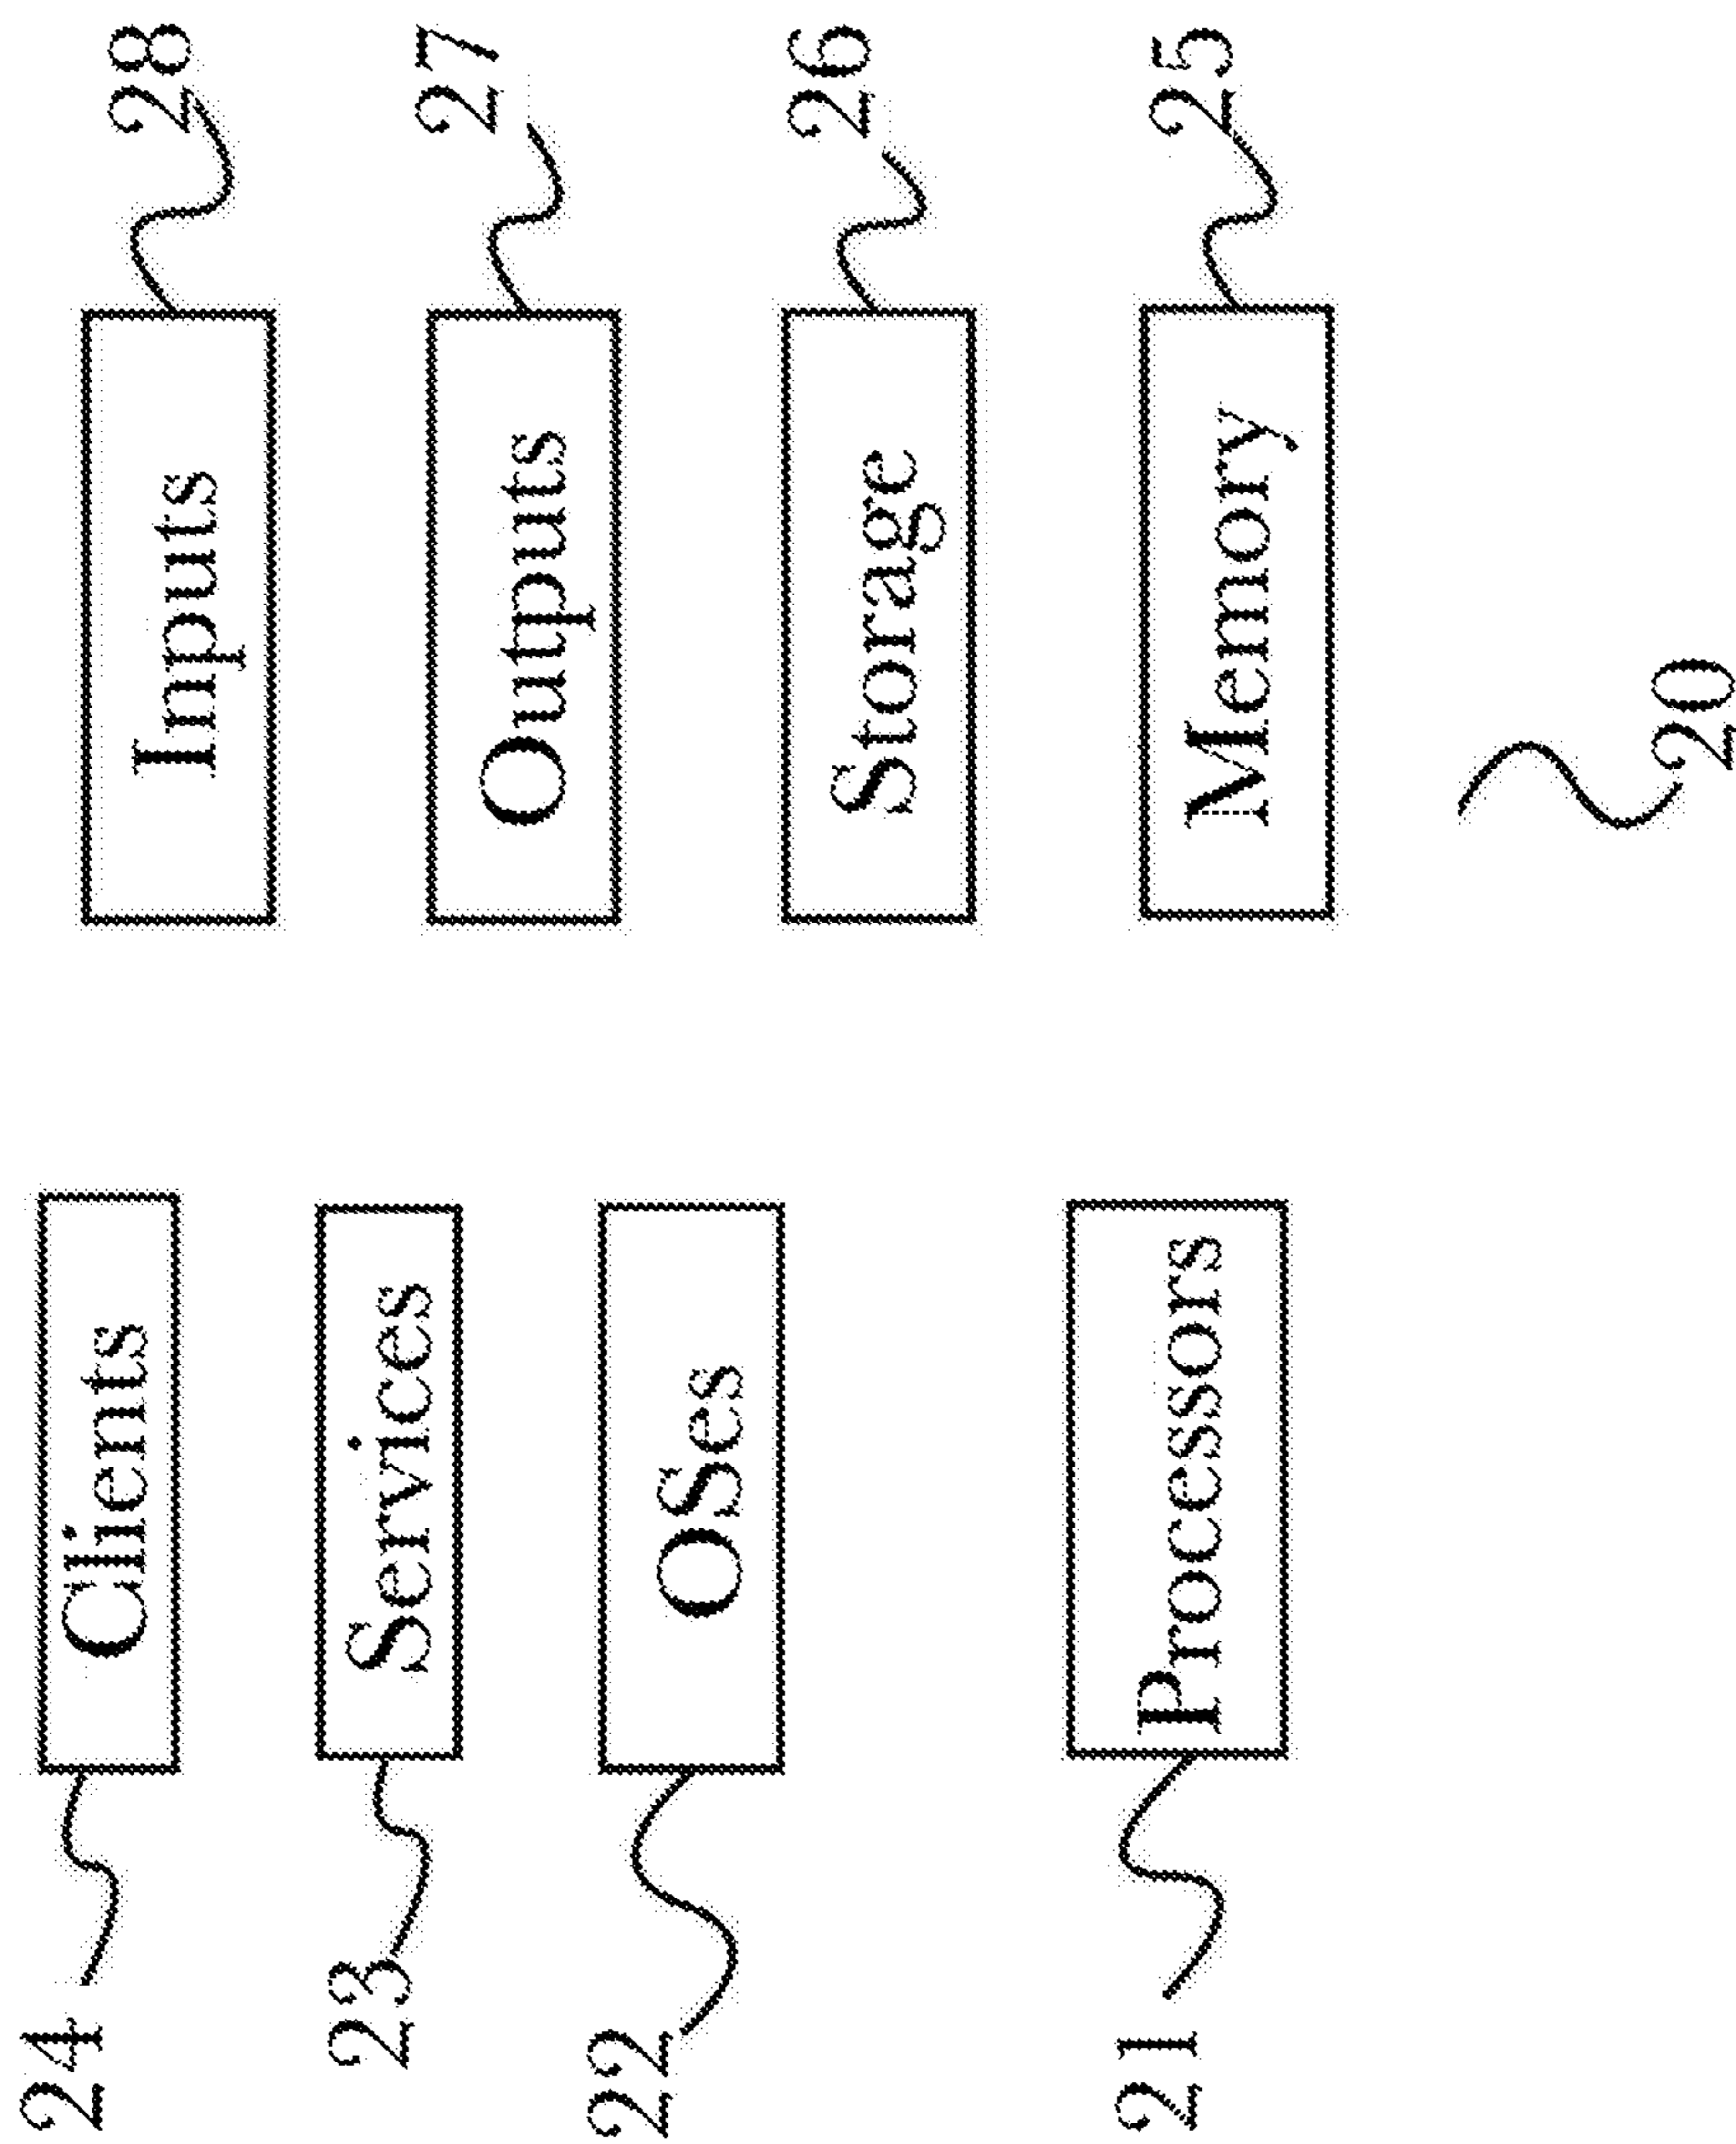 24 Clients
Inputs 28
23 Services
Outputs 27
22 OSes
Storage 26
21 Processors
Memory 25
20